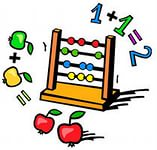 1+1=2
+
=